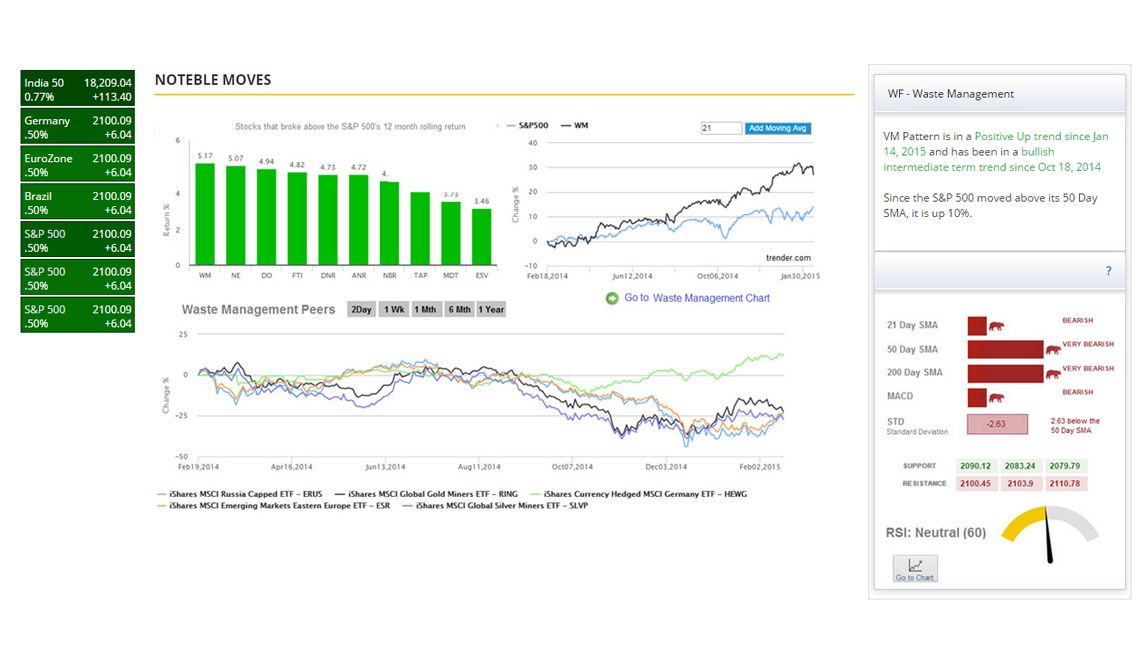 India 50 18,209.04
0.77% +113.40
Germany 2100.09
.50% +6.04
EuroZone 2100.09
.50% +6.04
Brazil 2100.09
.50% +6.04
S&P 500 2100.09
.50% +6.04
S&P 500 2100.09
.50% +6.04
S&P 500 2100.09
.50% +6.04
NOTEBLE MOVES
Stocks that broke above the S&P 500's 12 month rolling return
Return %
6
4
2
0
5.17 5.07 4.94 4.82 4.73 4.72 4. 3.73 3.46
WM NE DO FTI DNR ANR NBR TAP MDT ESV
S&P500 WM
21 Add Moving Avg
Change %
40
30
20
10
0
-10
trender.com
Feb18,2014 Jun12,2014 Oct06,2014 Jan30,2015
Go to Waste Management Chart
Waste Management Peers 2Day 1 Wk 1 Mth 6 Mth 1 Year
Change %
25
0
-25
-50
Feb19,2014 Apr16,2014 Jun13,2014 Aug11,2014 Oct07,2014 Dec03,2014 Feb02,2015
iShares MSCI Russia Capped ETF - ERUS iShares MSCI Global Gold Miners ETF - RING iShares Currency Hedged MSCI Germany ETF - HEWG
iShares MSCI Emerging Markets Eastern Europe ETF - ESR iShares MSCI Global Silver Miners ETF - SLVP
WF - Waste Management
VM Pattern is in a Positive Up trend since Jan
14, 2015 and has been in a bullish
intermediate term trend since Oct 18, 2014
Since the S&P 500 moved above its 50 Day
SMA, it is up 10%.
?
21 Day SMA BEARISH
50 Day SMA VERY BEARISH
200 Day SMA VERY BEARISH
MACD BEARISH
STD
Standard Deviation
-2.63
2.63 below the
50 Day SMA
SUPPORT 2090.12 2083.24 2079.79
RESISTANCE 2100.45 2103.9 2110.78
RSI: Neutral (60)
Go to Chart